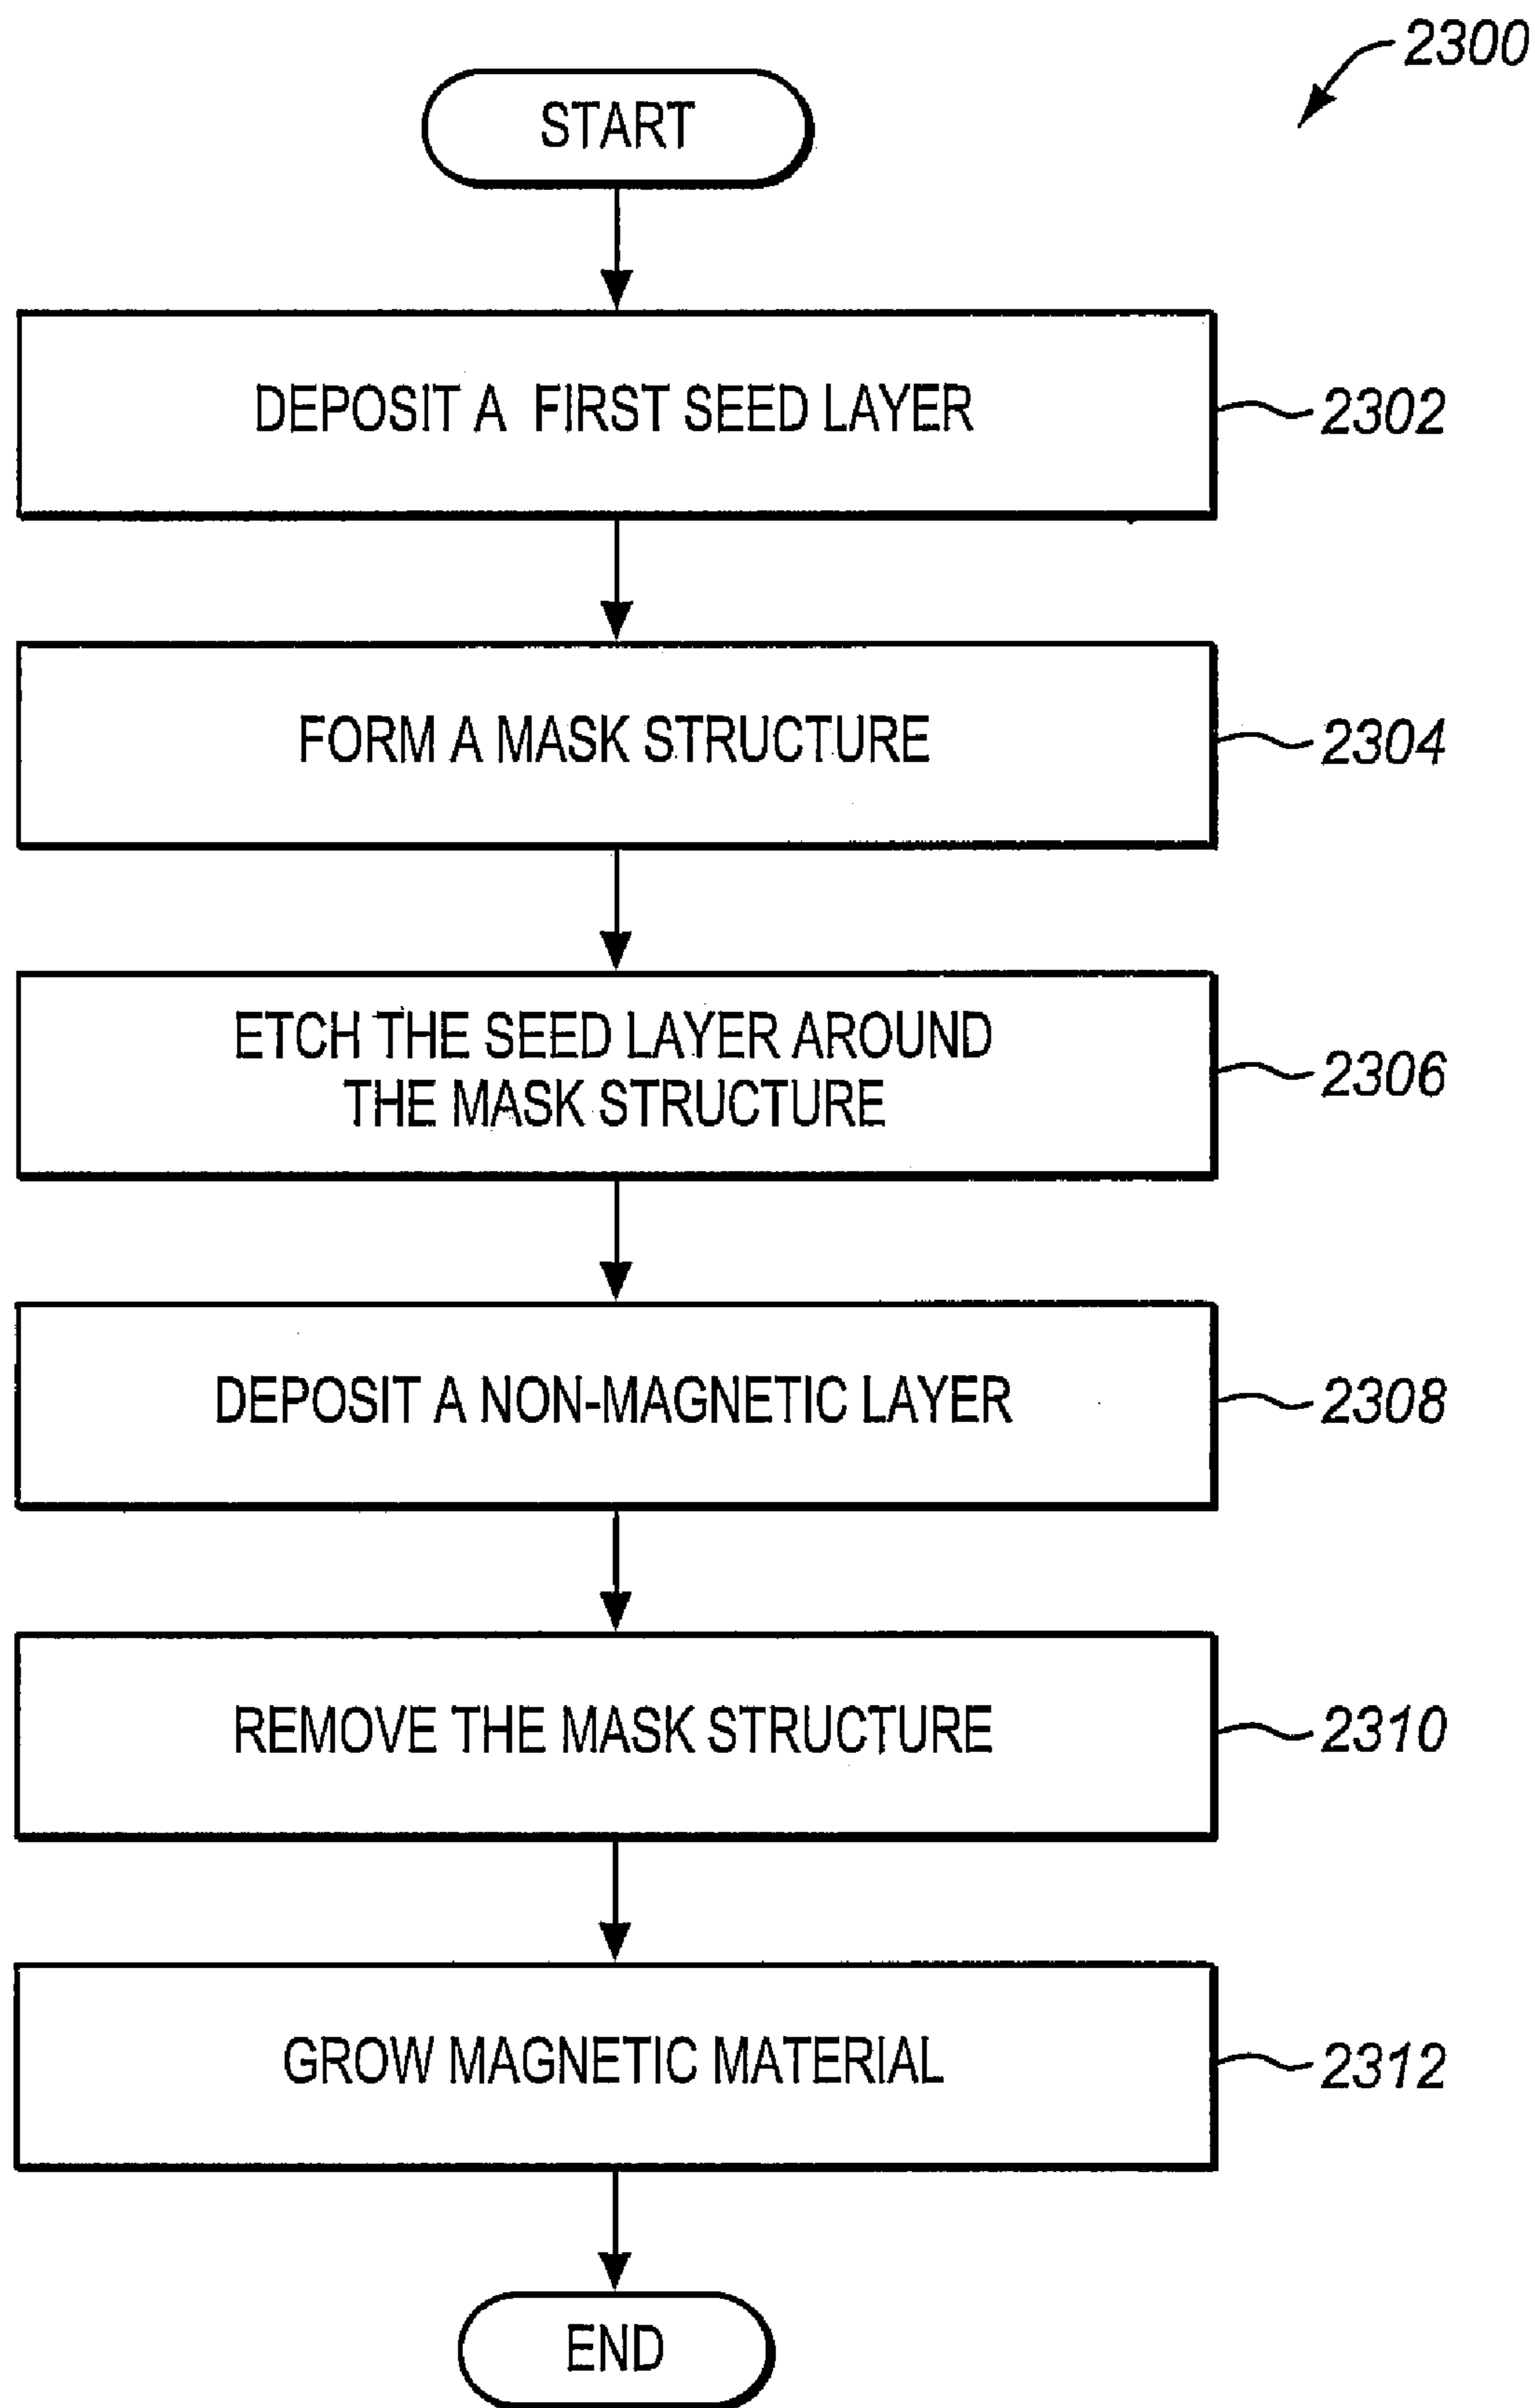 2300
START
DEPOSIT A FIRST SEED LAYER
2302
FORM A MASK STRUCTURE
2304
ETCH THE SEED LAYER AROUND
THE MASK STRUCTURE
2306
DEPOSIT A NON-MAGNETIC LAYER
2308
REMOVE THE MASK STRUCTURE
2310
GROW MAGNETIC MATERIAL
2312
END